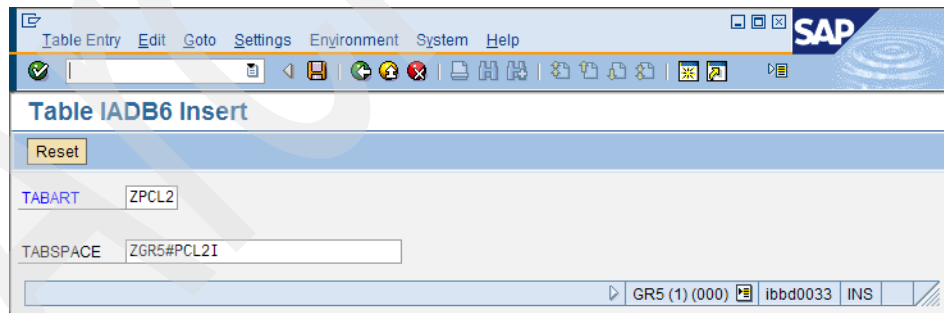 Table Entry Edit Goto Settings Environment System Help
SAP
Table IADB6 Insert
Reset
TABART ZPCL2
TABSPACE ZGR5#PCL2I
GR5 (1) (000) ibbd0033 INS